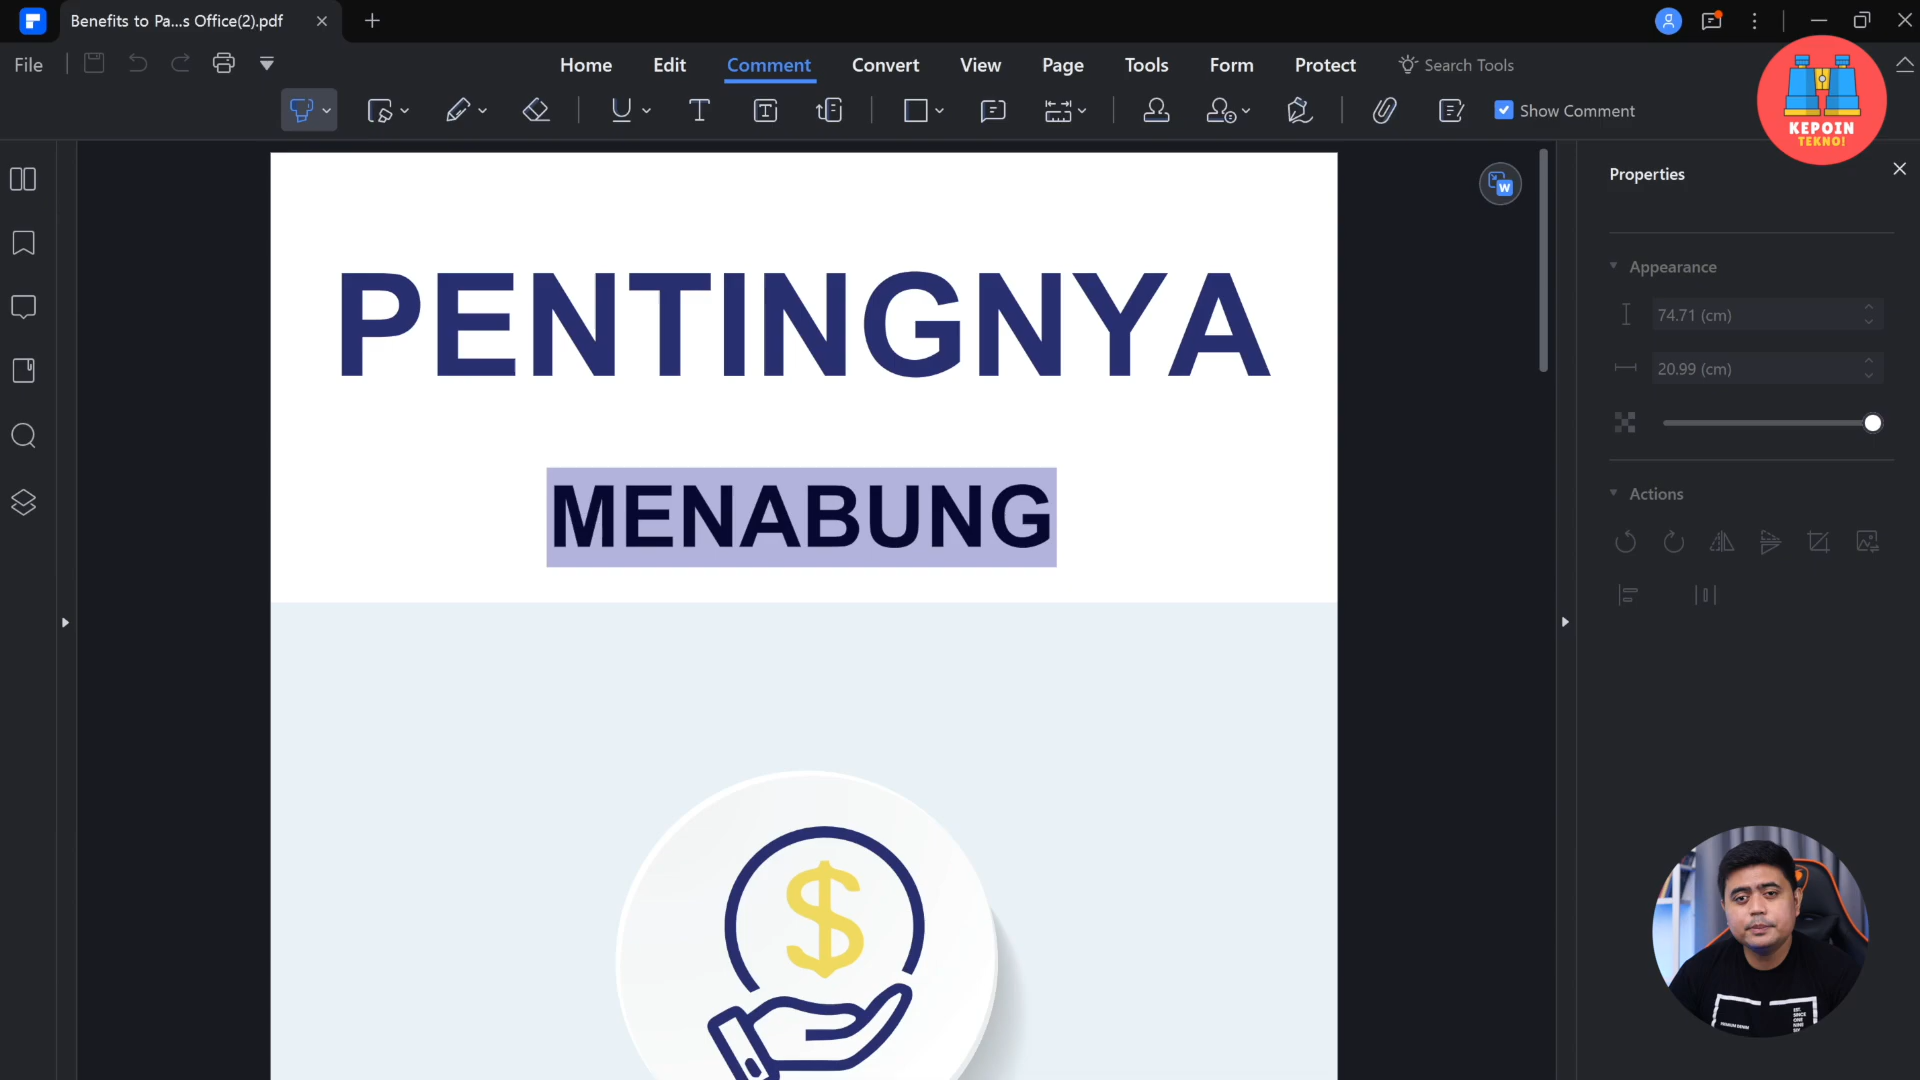 Benefits to Pa...s Office(2).pdf
File
Home Edit Comment Convert View Page Tools Form Protect Search Tools
Show Comment
KEPOIN
TEKNO!
W
Properties
PENTINGNYA
MENABUNG
$
Appearance
74.71 (cm)
20.99 (cm)
Actions